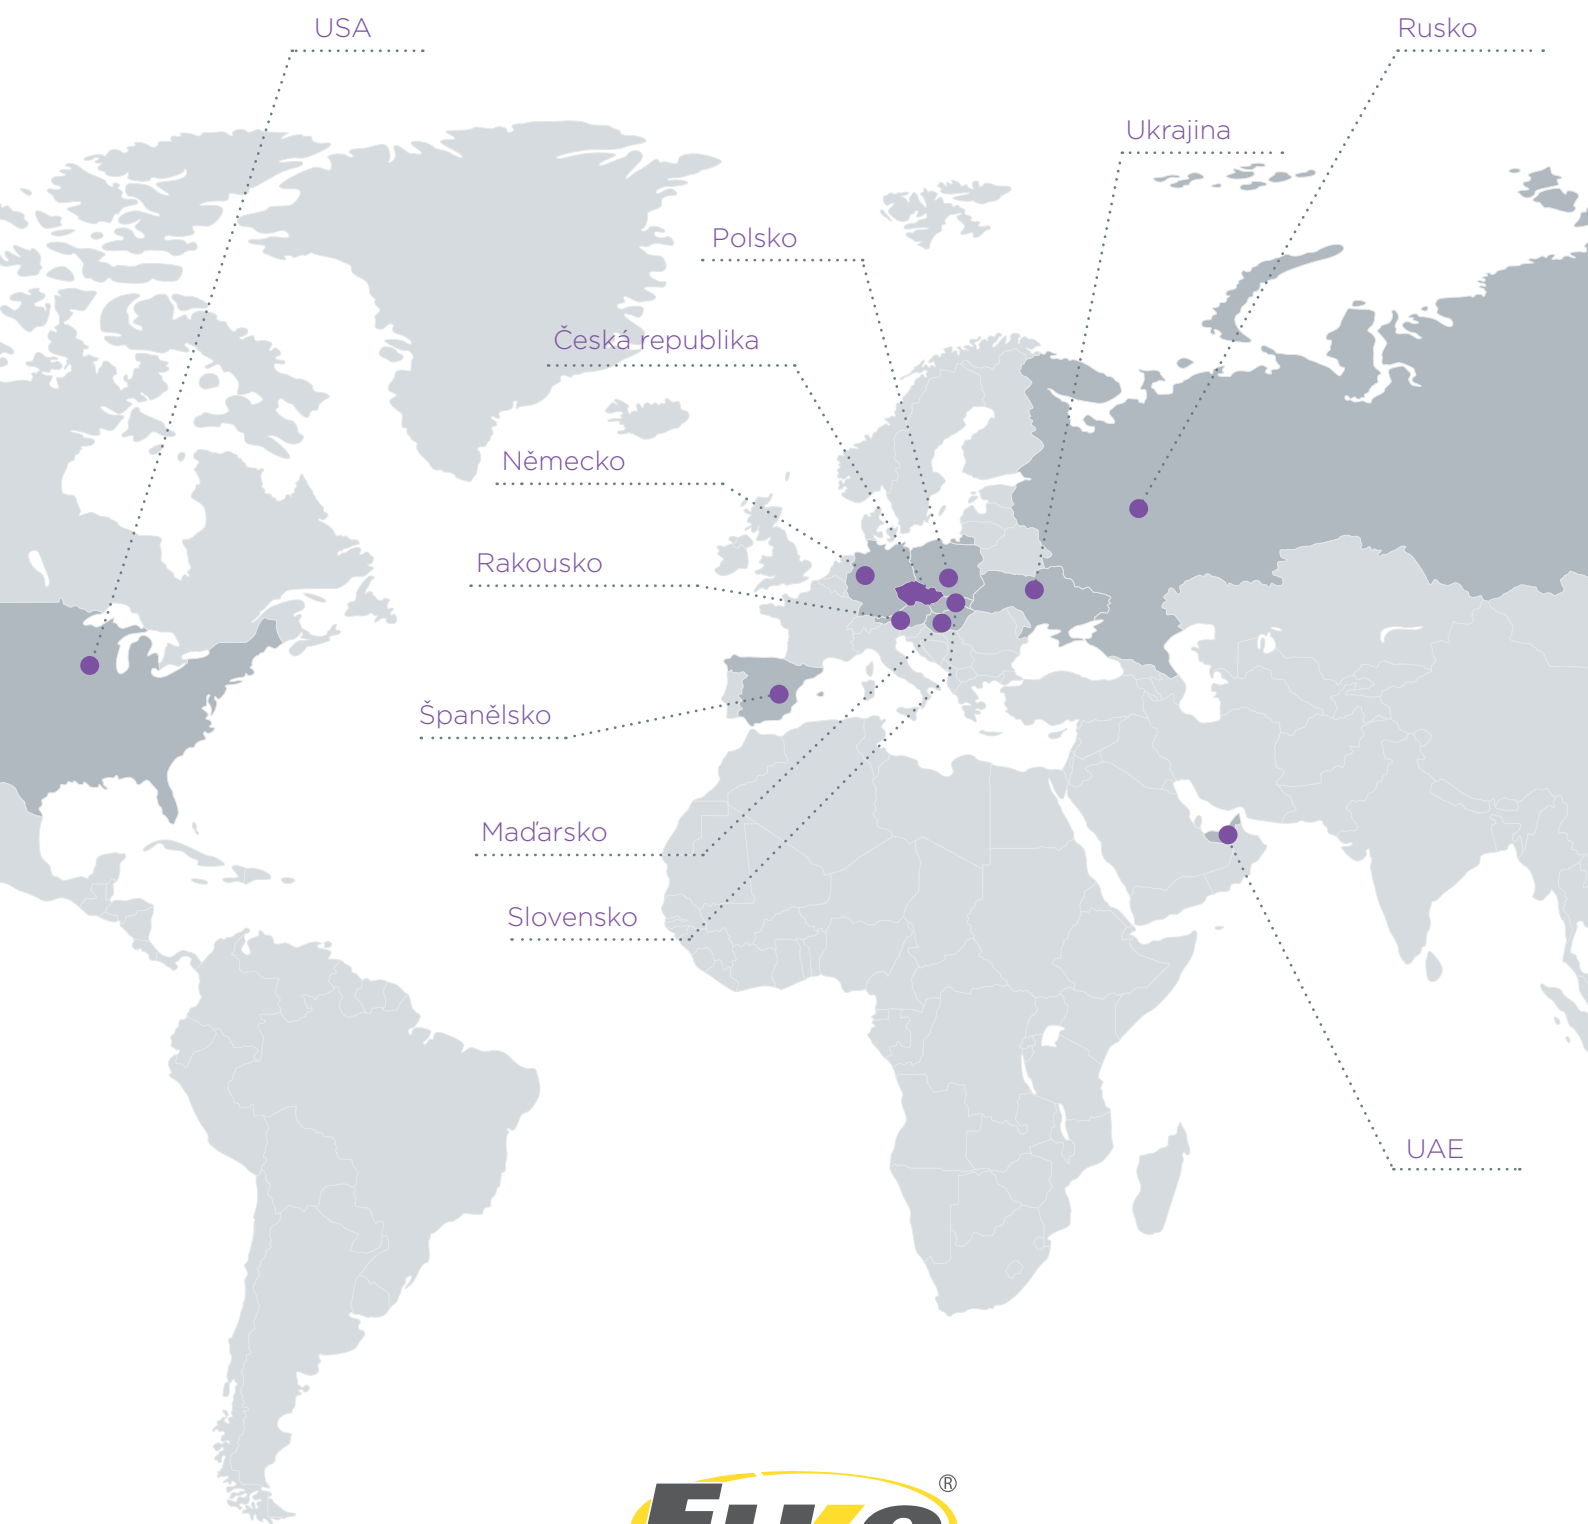 USA
Rusko
Ukrajina
Polsko
Česká republika
Německo
Rakousko
Španělsko
Maďarsko
Slovensko
UAE
®